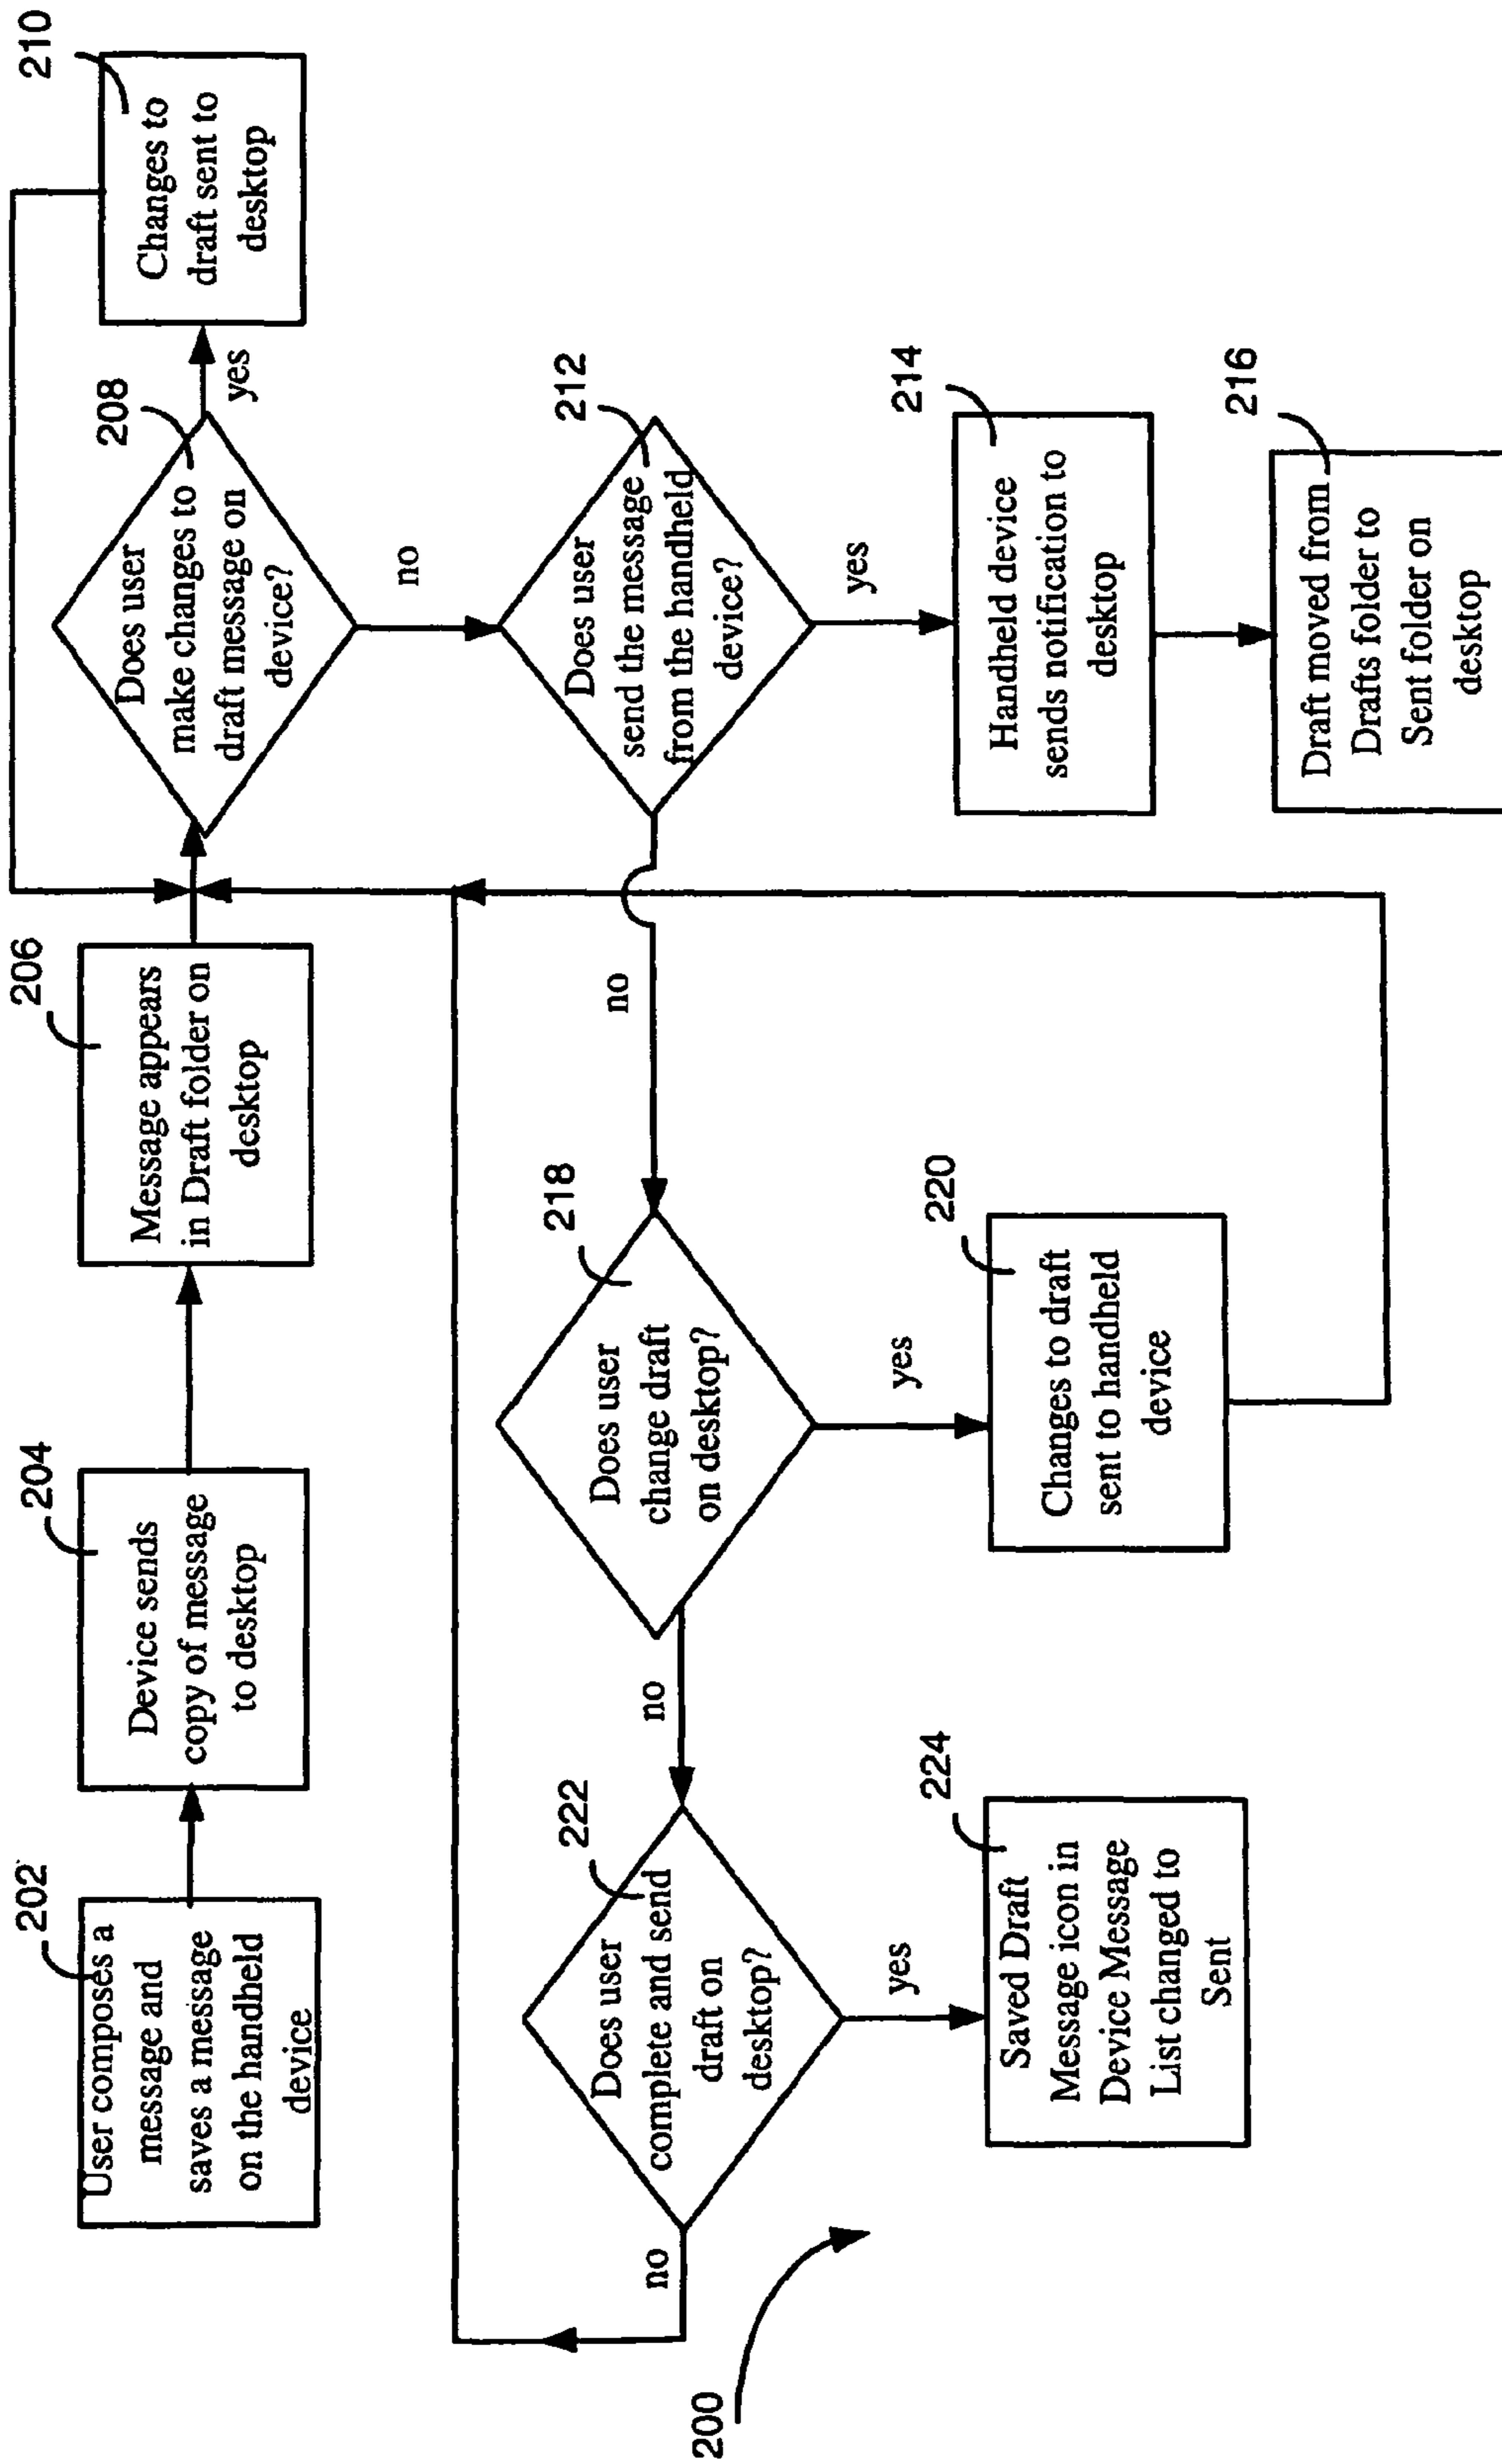 202
User composes a
message and
saves a message
on the handheld
device
204
Device sends
copy of message
to desktop
206
Message appears
in Draft folder on
desktop
208
Does user
make changes to
draft message on
device?
yes
210
Changes to
draft sent to
desktop
no
212
Does user
send the message
from the handheld
device?
yes
214
Handheld device
sends notification to
desktop
216
Draft moved from
Drafts folder to
Sent folder on
desktop
no
218
Does user
change draft
on desktop?
yes
220
Changes to draft
sent to handheld
device
no
222
Does user
complete and send
draft on
desktop?
yes
224
Saved Draft
Message icon in
Device Message
List changed to
Sent
no
200